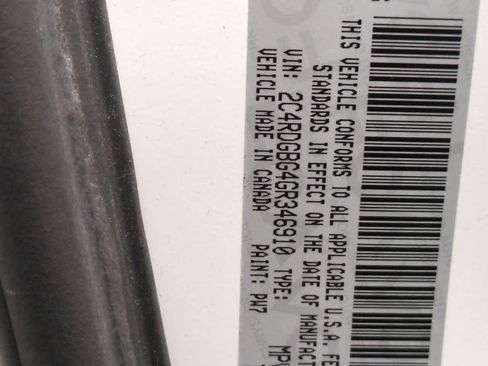 THIS VEHICLE CONFORMS TO ALL APPLICABLE U.S.A. FE
STANDARDS IN EFFECT ON THE DATE OF MANUFACT
VIN: 2C4RDGBG4GR346910 TYPE: MPV
VEHICLE MADE IN CANADA PAINT: PW7